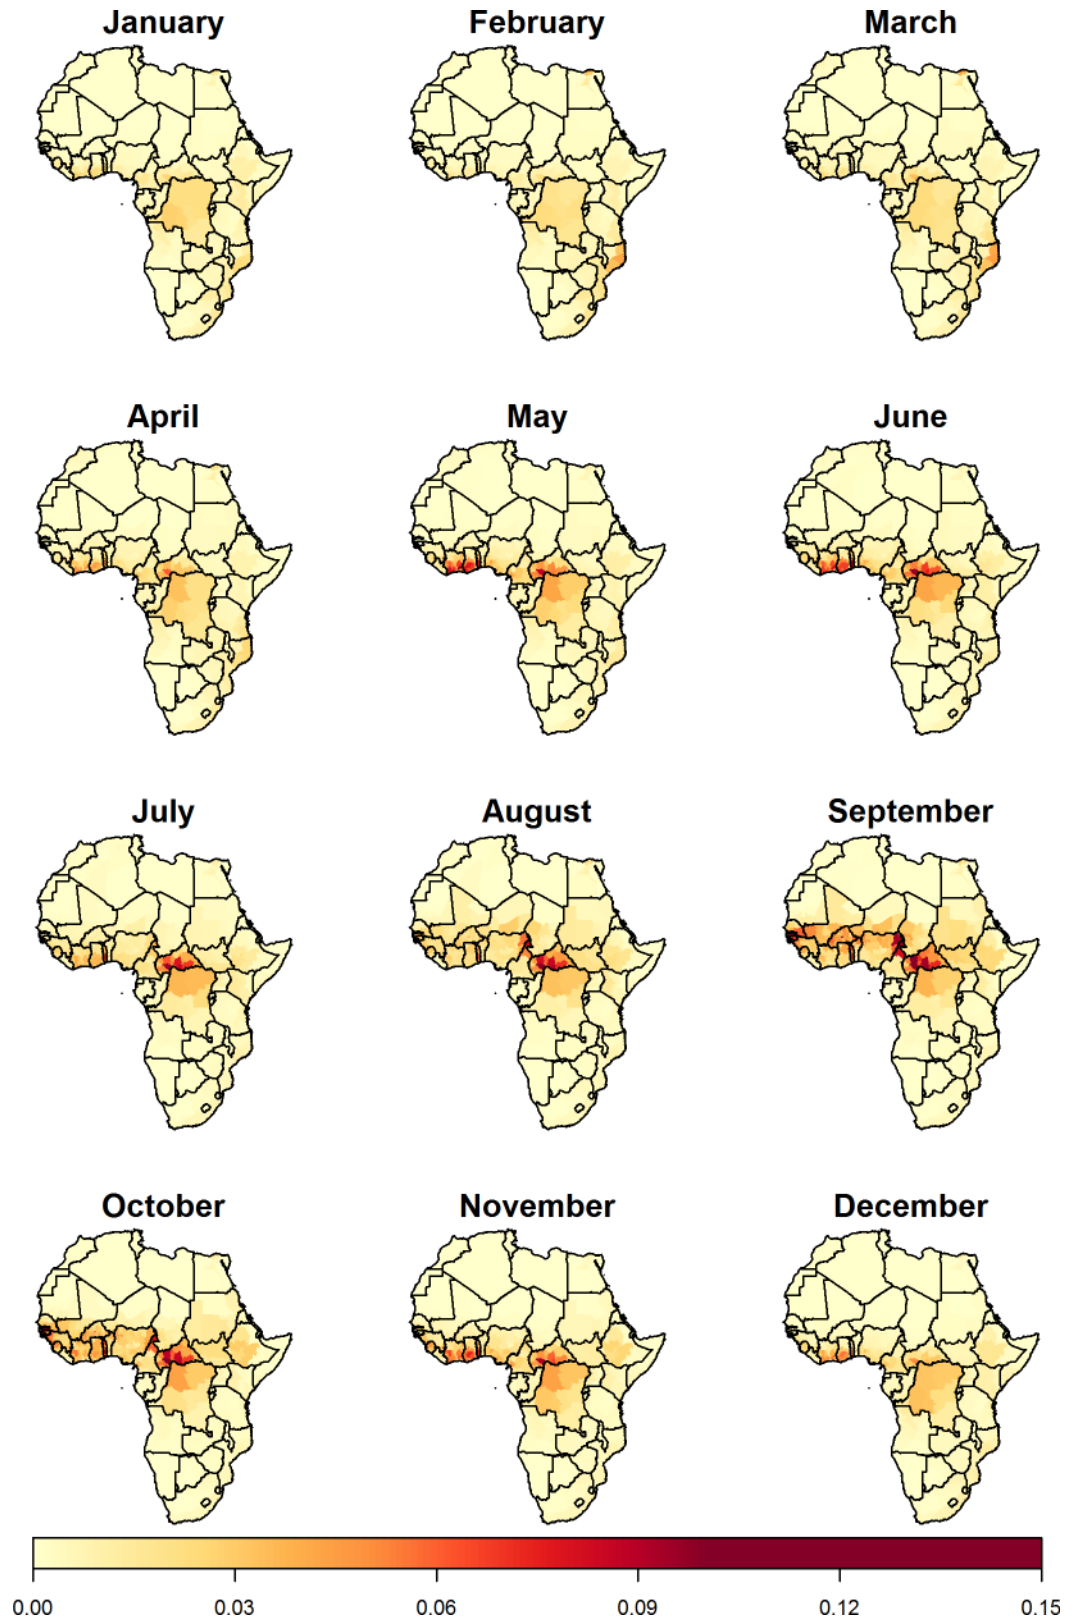 January February March
April May June
July August September
October November December
0.00 0.03 0.06 0.09 0.12 0.15